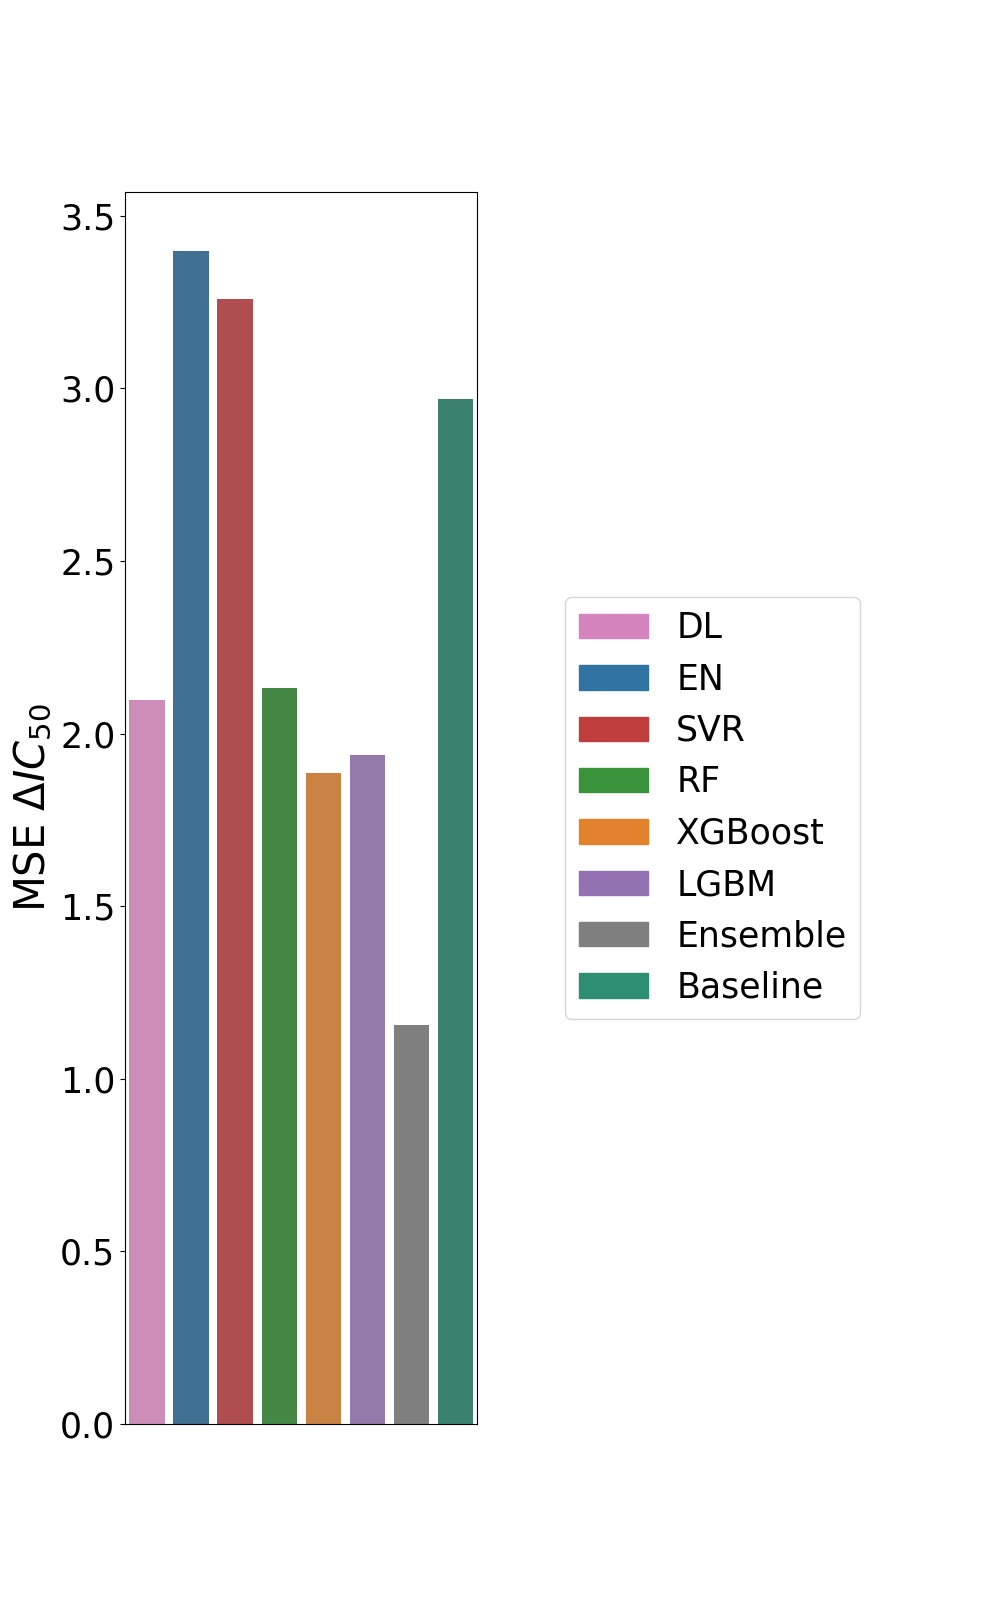 3.5
3.0
2.5
2.0
1.5
1.0
0.5
0.0
MSE ΔIC₅₀
DL
EN
SVR
RF
XGBoost
LGBM
Ensemble
Baseline